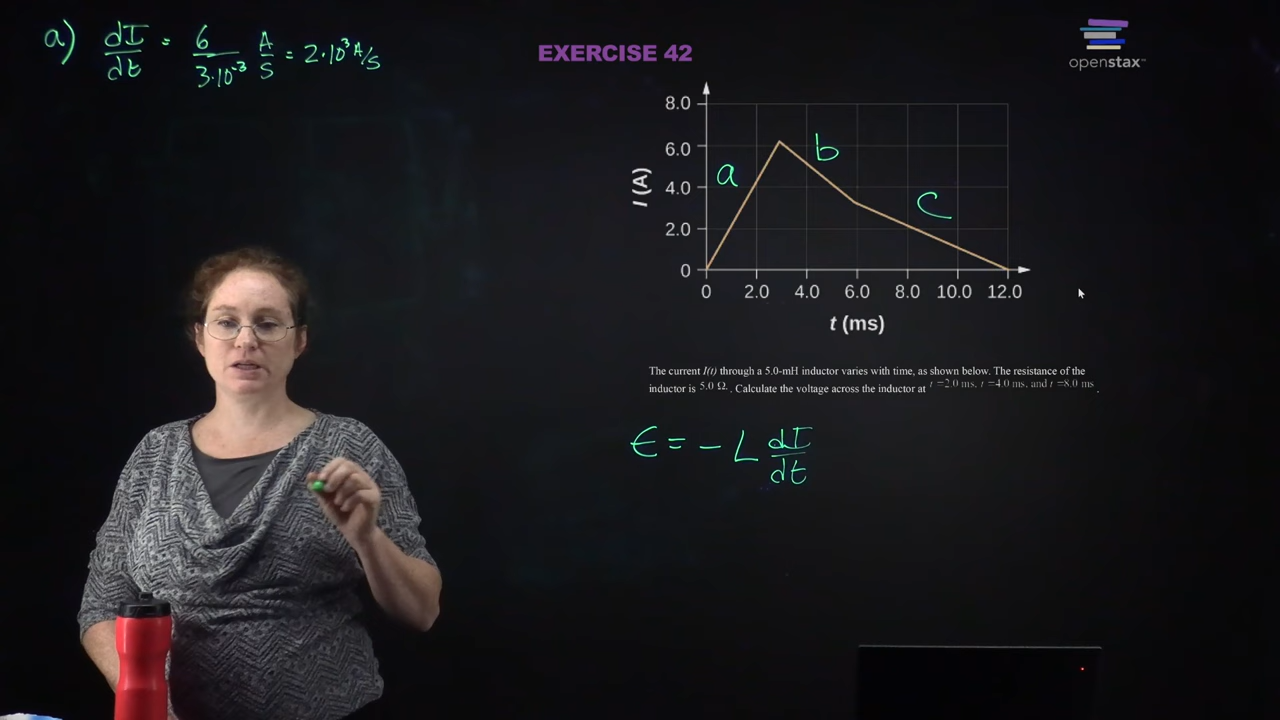 a) dI/dt = 6/3·10⁻³ A/S = 2·10³ A/S
EXERCISE 42
openstax™
8.0
6.0
4.0
2.0
0
I (A)
a
b
c
0 2.0 4.0 6.0 8.0 10.0 12.0
t (ms)
The current I(t) through a 5.0-mH inductor varies with time, as shown below. The resistance of the
inductor is 5.0 Ω. . Calculate the voltage across the inductor at t =2.0 ms. t =4.0 ms. and t =8.0 ms .
ϵ = - L dI/dt